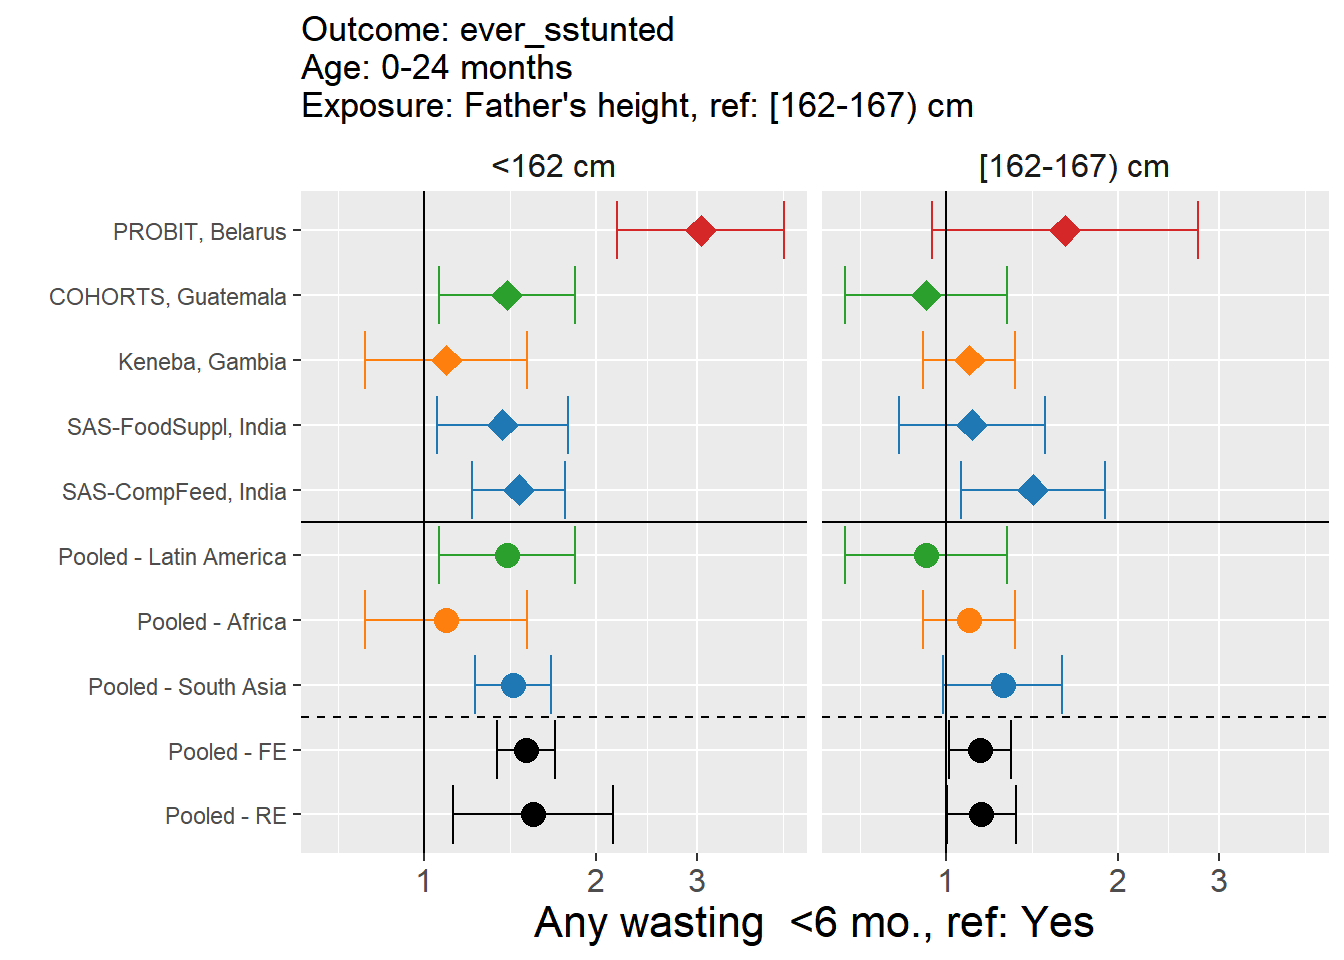 Outcome: ever_sstunted
Age: 0-24 months
Exposure: Father's height, ref: [162-167) cm
<162 cm
[162-167) cm
PROBIT, Belarus
COHORTS, Guatemala
Keneba, Gambia
SAS-FoodSuppl, India
SAS-CompFeed, India
Pooled - Latin America
Pooled - Africa
Pooled - South Asia
Pooled - FE
Pooled - RE
1 2 3
1 2 3
Any wasting  <6 mo., ref: Yes